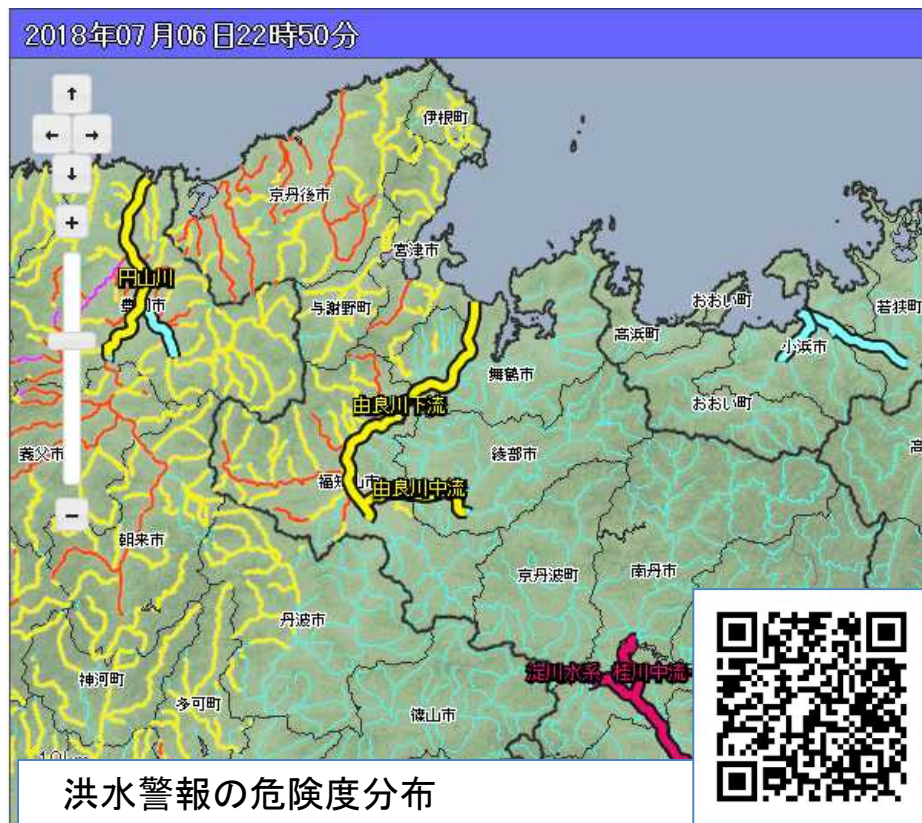 2018年07月06日22時50分
↑
← →
↓
+
伊根町
京丹後市
宮津市
円山川
豊岡市
与謝野町
おおい町
若狭町
高浜町
小浜市
舞鶴市
由良川下流
おおい町
養父市
綾部市
福知山市
由良川中流
−
朝来市
京丹波町
南丹市
丹波市
淀川水系 桂川中流
神河町
多可町
篠山市
洪水警報の危険度分布